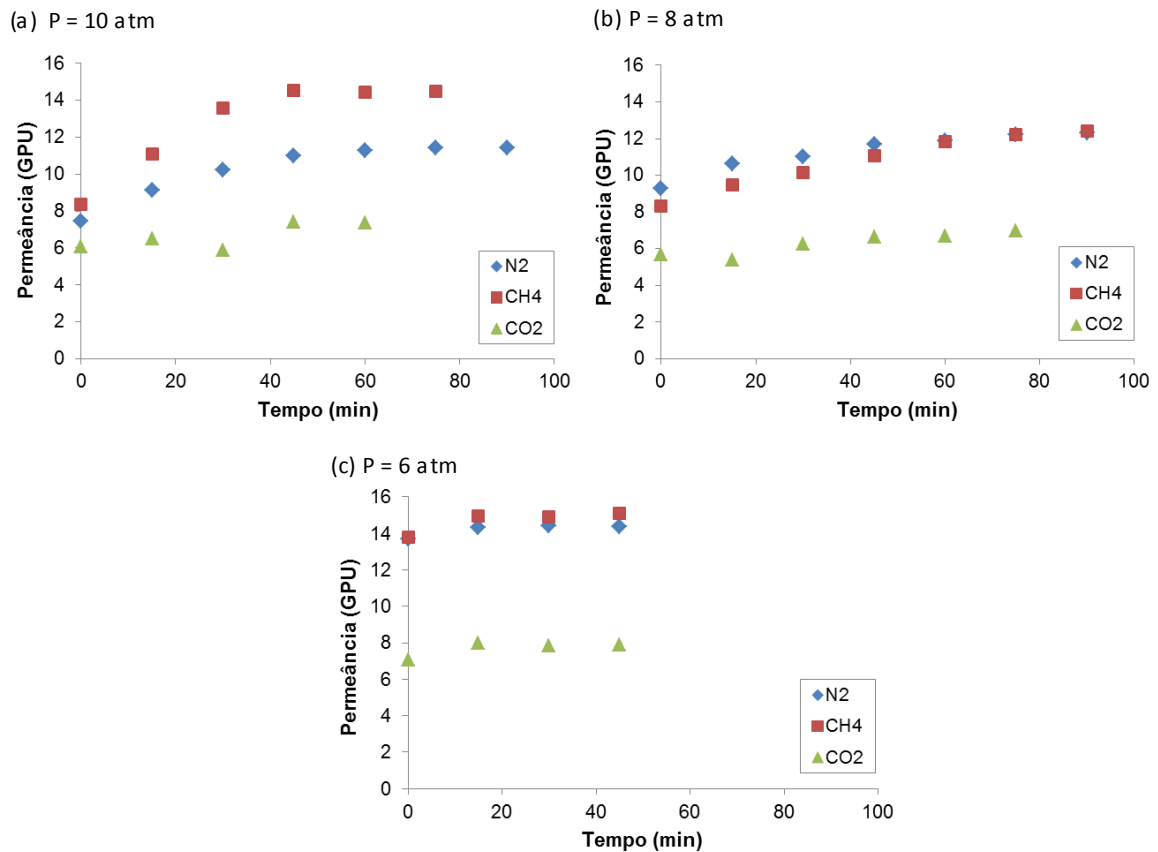 (a) P = 10 atm
16
14
12
10
8
6
4
2
0
Permeância (GPU)
N2
CH4
CO2
0 20 40 60 80 100
Tempo (min)
(b) P = 8 atm
16
14
12
10
8
6
4
2
0
Permeância (GPU)
N2
CH4
CO2
0 20 40 60 80 100
Tempo (min)
(c) P = 6 atm
16
14
12
10
8
6
4
2
0
Permeância (GPU)
N2
CH4
CO2
0 20 40 60 80 100
Tempo (min)